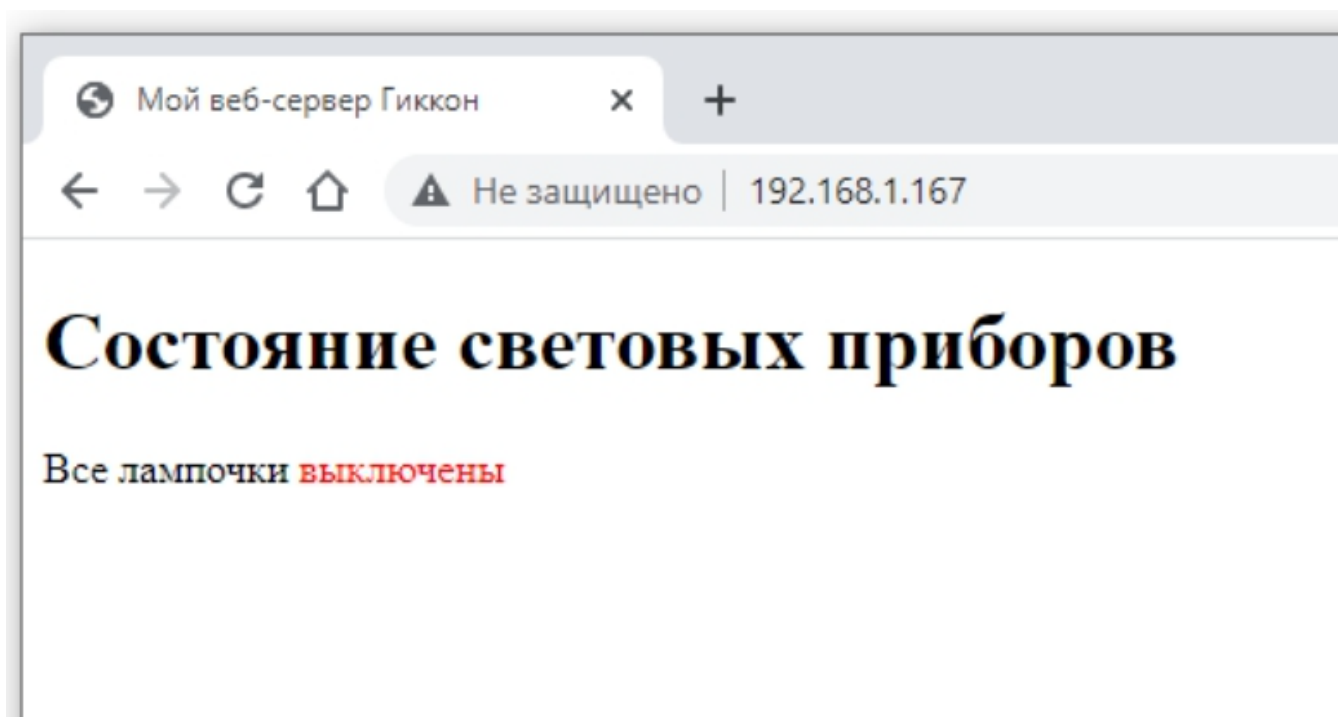 Мой веб-сервер Гиккон
Не защищено 192.168.1.167
Состояние световых приборов
Все лампочки выключены